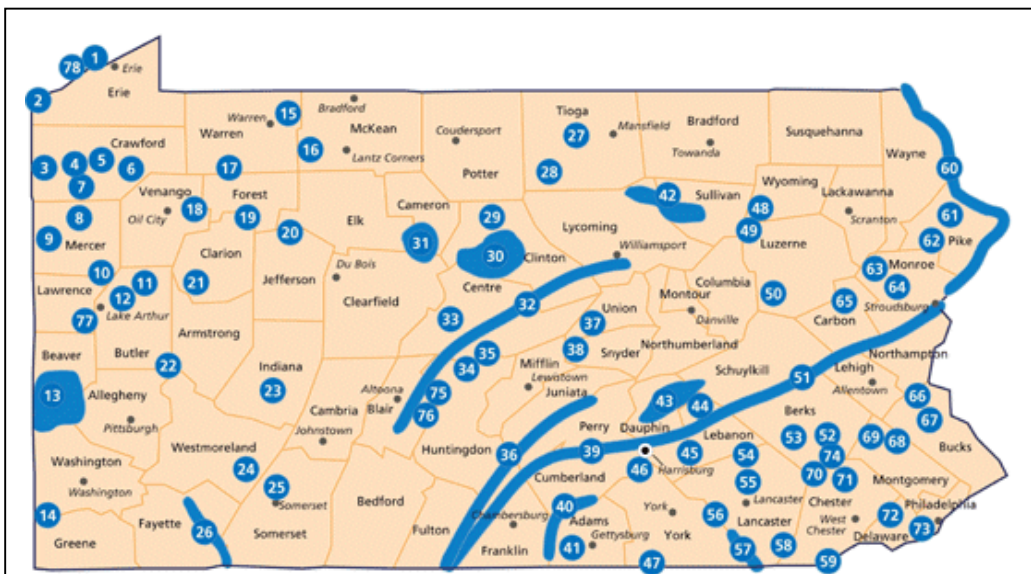 78
1
Erie
Erie
2
Warren
15
Bradford
Warren
McKean
Coudersport
Tioga
27
Mansfield
Bradford
Towanda
Susquehanna
Wayne
Crawford
3
4
5
6
7
17
16
Lantz Corners
Potter
28
60
Venango
Oil City
18
Forest
19
Elk
Cameron
29
42
Sullivan
Wyoming
48
Lackawanna
Scranton
61
8
9
Mercer
20
31
30
Clinton
Lycoming
Williamsport
49
Luzerne
62
Pike
Clarion
21
Jefferson
Du Bois
Centre
63
Monroe
64
10
11
Lawrence
12
Lake Arthur
77
Clearfield
33
32
Union
37
Montour
Danville
Columbia
50
65
Carbon
Stroudsburg
Armstrong
Beaver
Butler
22
35
34
38
Snyder
Northumberland
Northampton
Mifflin
Lewistown
Juniata
Schuylkill
51
Lehigh
Allentown
13
Allegheny
Pittsburgh
Indiana
23
Cambria
Johnstown
Altoona
Blair
75
76
43
44
66
67
Bucks
Huntingdon
36
Perry
39
Dauphin
Lebanon
45
Harrisburg
46
54
55
Berks
53
52
74
69
68
Westmoreland
24
25
Somerset
Washington
Washington
Cumberland
70
71
Montgomery
14
Greene
Fayette
26
Somerset
Bedford
Fulton
Chambersburg
Franklin
40
Adams
41
Gettysburg
York
York
56
Lancaster
Lancaster
Chester
West
Chester
72
Philadelphia
73
Delaware
47
57
58
59